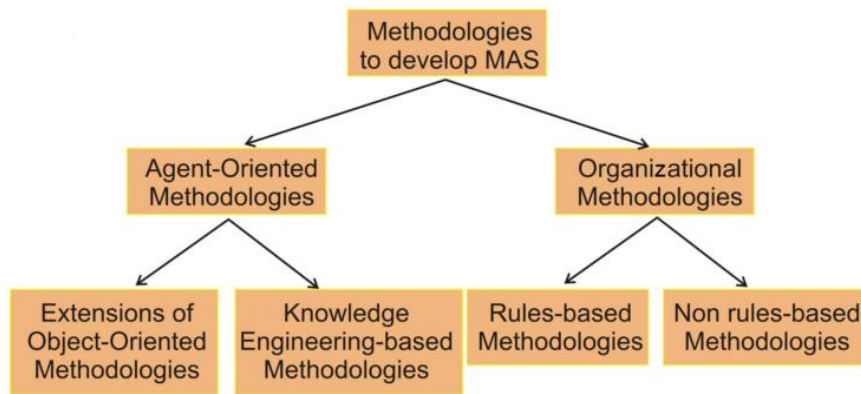 Methodologies
to develop MAS
Agent-Oriented
Methodologies
Organizational
Methodologies
Extensions of
Object-Oriented
Methodologies
Knowledge
Engineering-based
Methodologies
Rules-based
Methodologies
Non rules-based
Methodologies